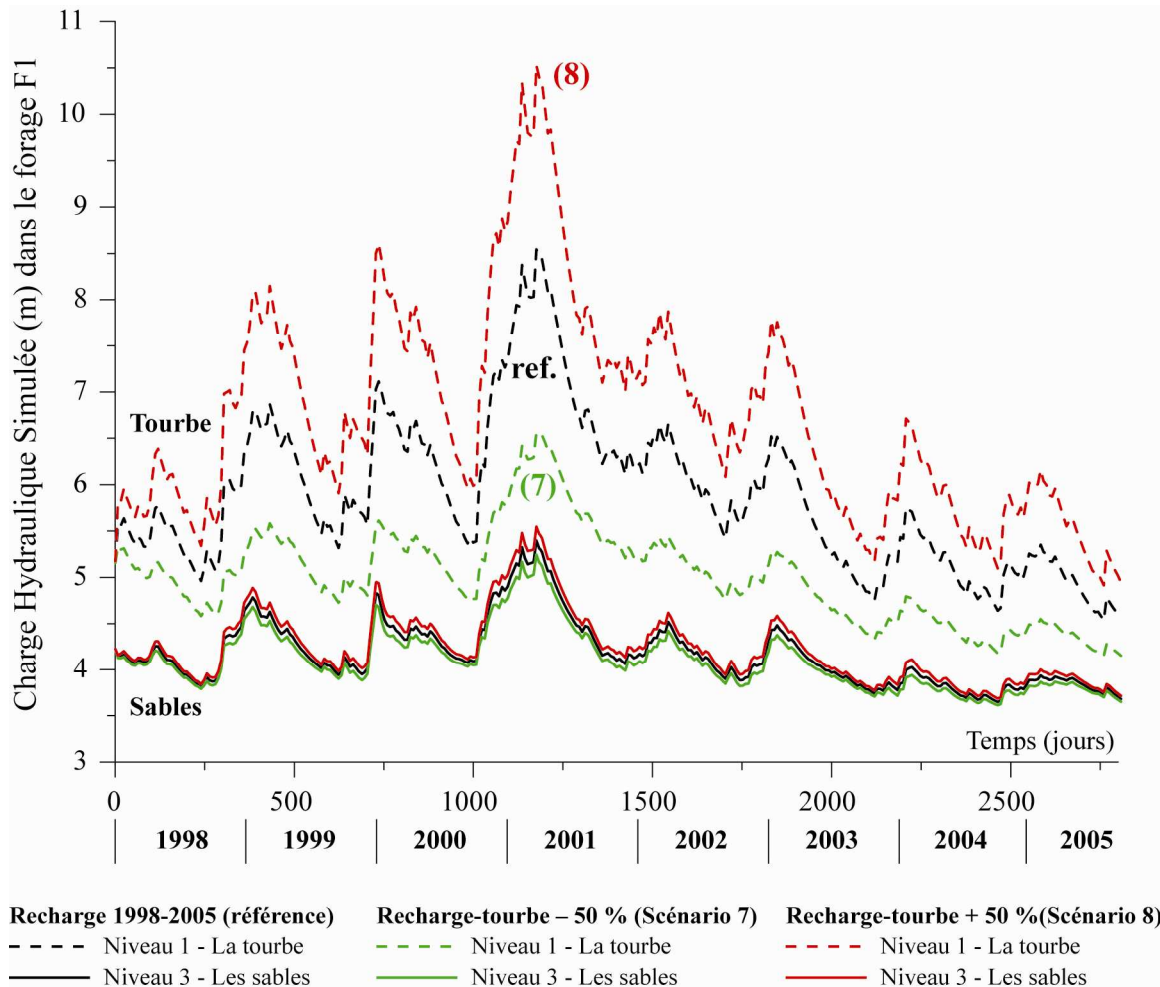 Charge Hydraulique Simulée (m) dans le forage F1
11
10
9
8
7
6
5
4
3
(8)
ref.
(7)
Tourbe
Sables
Temps (jours)
0 500 1000 1500 2000 2500
1998 1999 2000 2001 2002 2003 2004 2005
Recharge 1998-2005 (référence)
Niveau 1 - La tourbe
Niveau 3 - Les sables
Recharge-tourbe – 50 % (Scénario 7)
Niveau 1 - La tourbe
Niveau 3 - Les sables
Recharge-tourbe + 50 %(Scénario 8)
Niveau 1 - La tourbe
Niveau 3 - Les sables